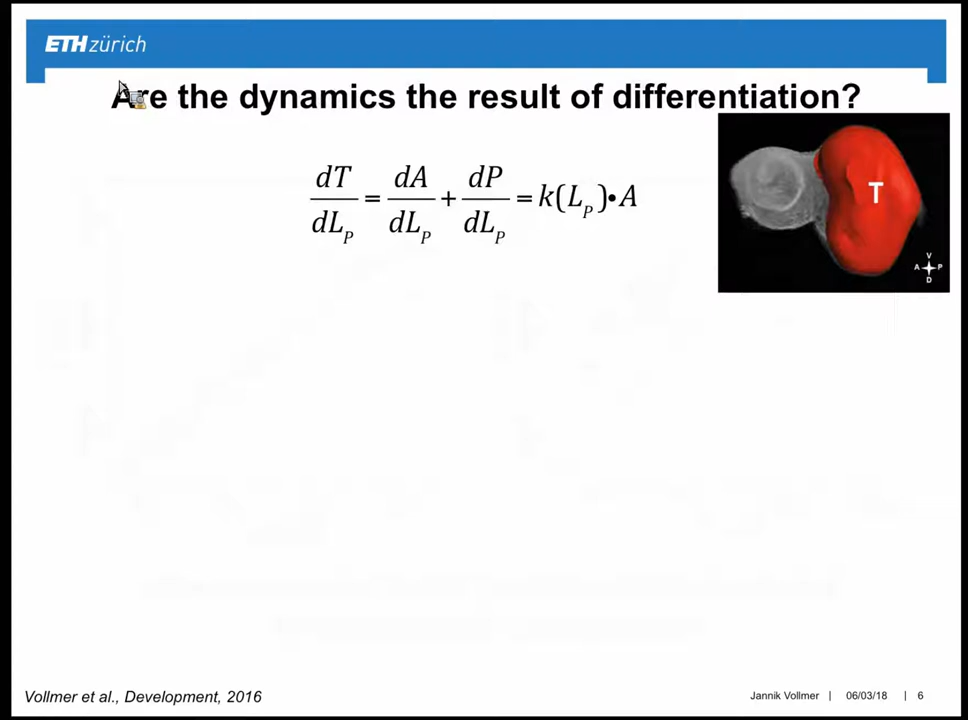 ETH zürich
Are the dynamics the result of differentiation?
dT/dL_P = dA/dL_P + dP/dL_P = k(L_P)•A
T
V
A P
D
Vollmer et al., Development, 2016
Jannik Vollmer | 06/03/18 | 6